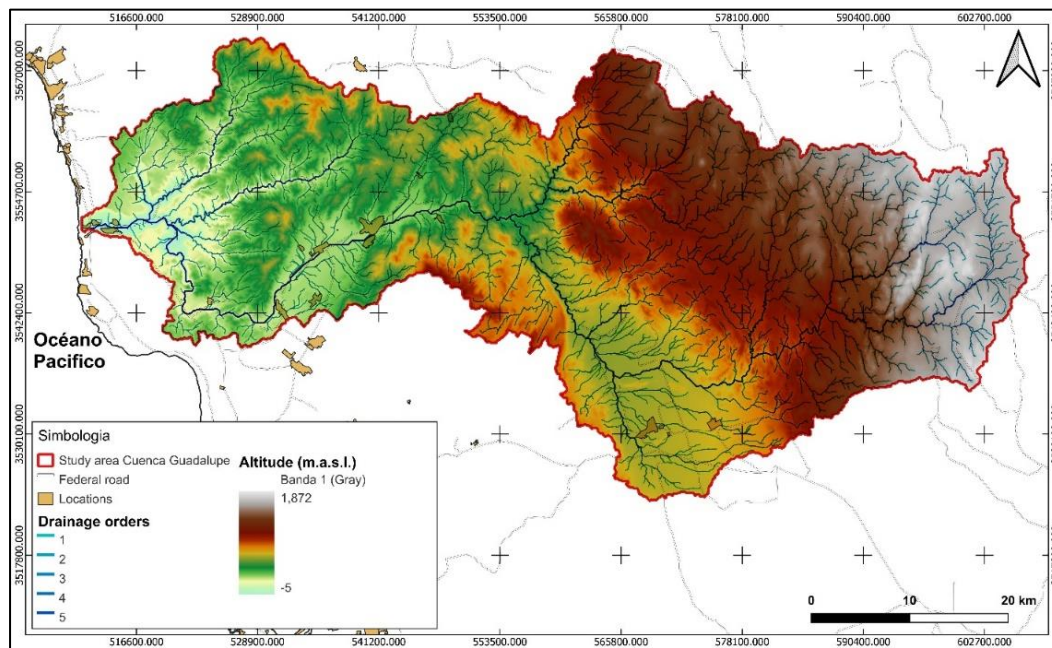 516600.000 528900.000 541200.000 553500.000 565800.000 578100.000 590400.000 602700.000
3567000.000
3554700.000
3542400.000
3530100.000
3517800.000
Océano
Pacifico
Simbologia
Study area Cuenca Guadalupe
Federal road
Locations
Drainage orders
1
2
3
4
5
Altitude (m.a.s.l.)
Banda 1 (Gray)
1,872
-5
0 10 20 km
516600.000 528900.000 541200.000 553500.000 565800.000 578100.000 590400.000 602700.000